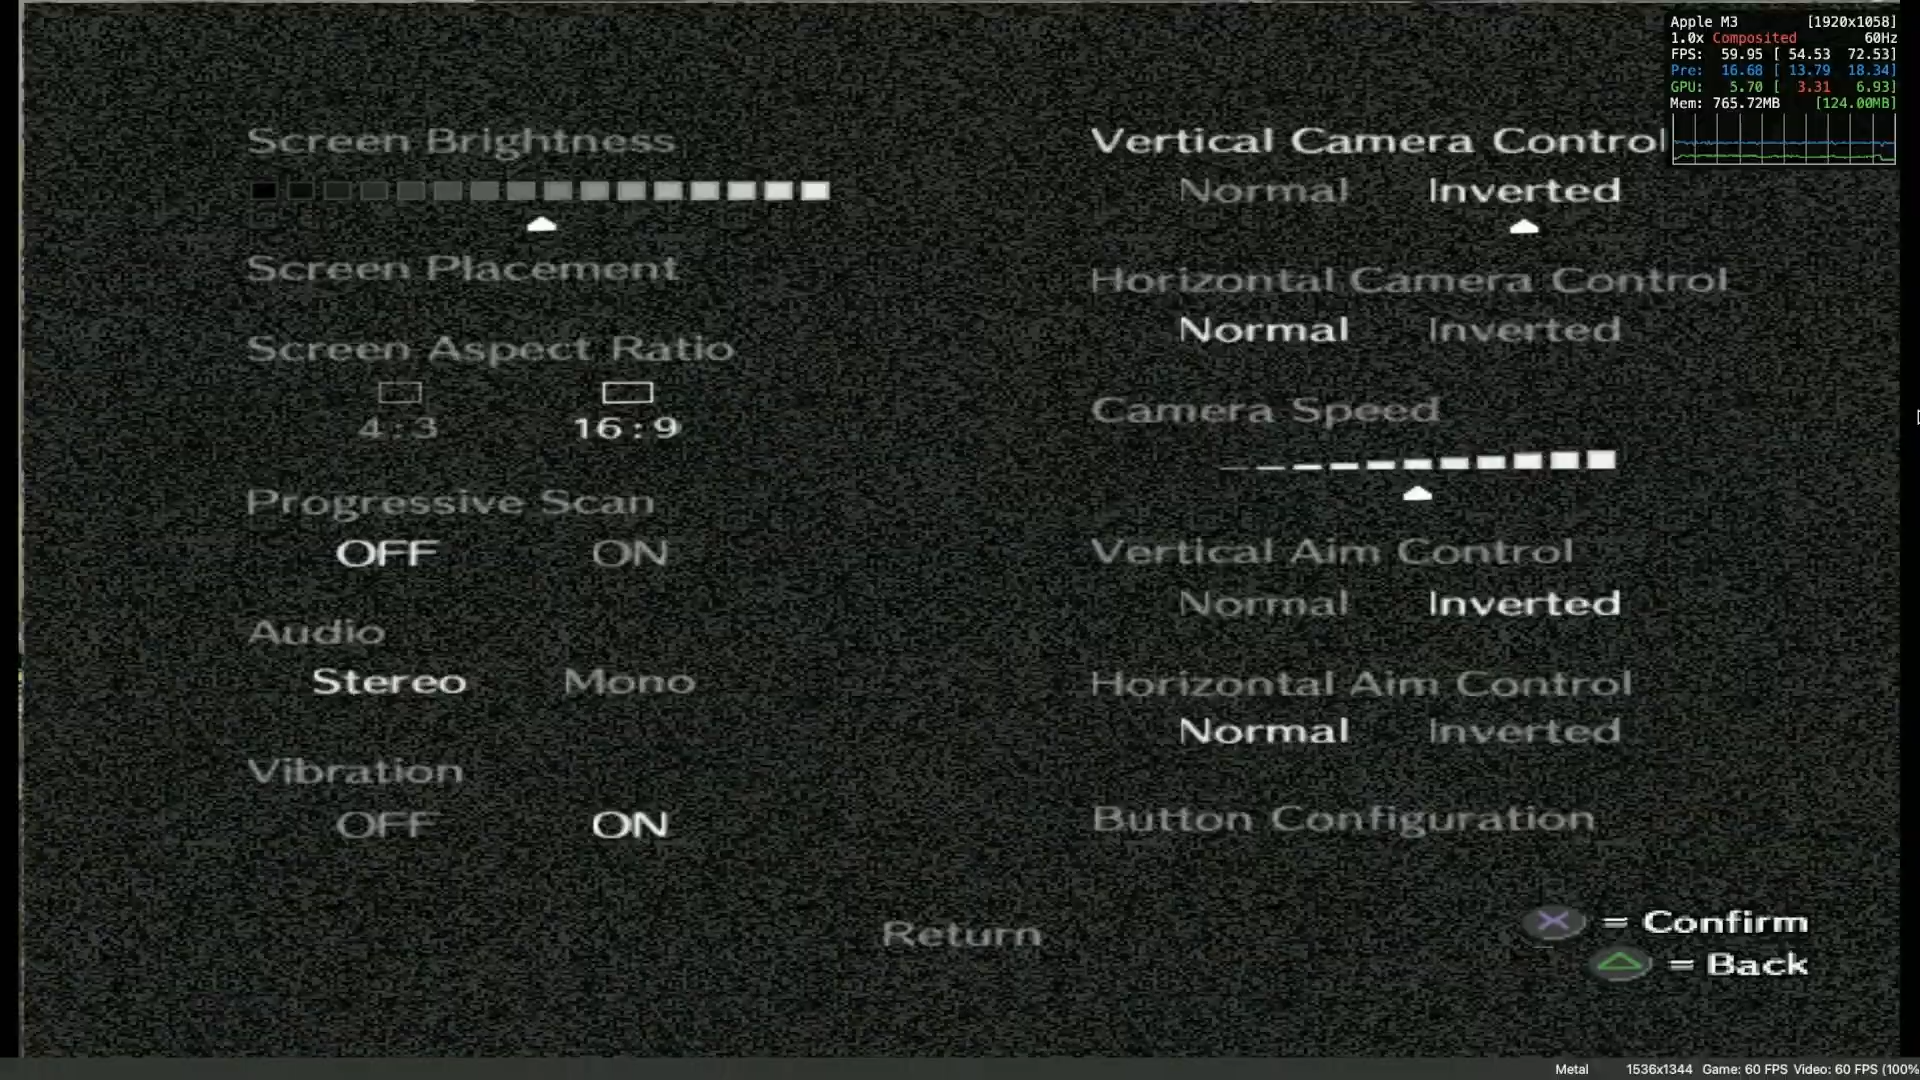 Apple M3 [1920x1058]
1.0x Composited 60Hz
FPS: 59.95 [ 54.53 72.53]
Pre: 16.68 [ 13.79 18.34]
GPU: 5.70 [ 3.31 6.93]
Mem: 765.72MB [124.00MB]
Screen Brightness
Screen Placement
Screen Aspect Ratio
4:3 16:9
Progressive Scan
OFF ON
Audio
Stereo Mono
Vibration
OFF ON
Vertical Camera Control
Normal Inverted
Horizontal Camera Control
Normal Inverted
Camera Speed
Vertical Aim Control
Normal Inverted
Horizontal Aim Control
Normal Inverted
Button Configuration
Return
= Confirm
= Back
Metal 1536x1344 Game: 60 FPS Video: 60 FPS (100%